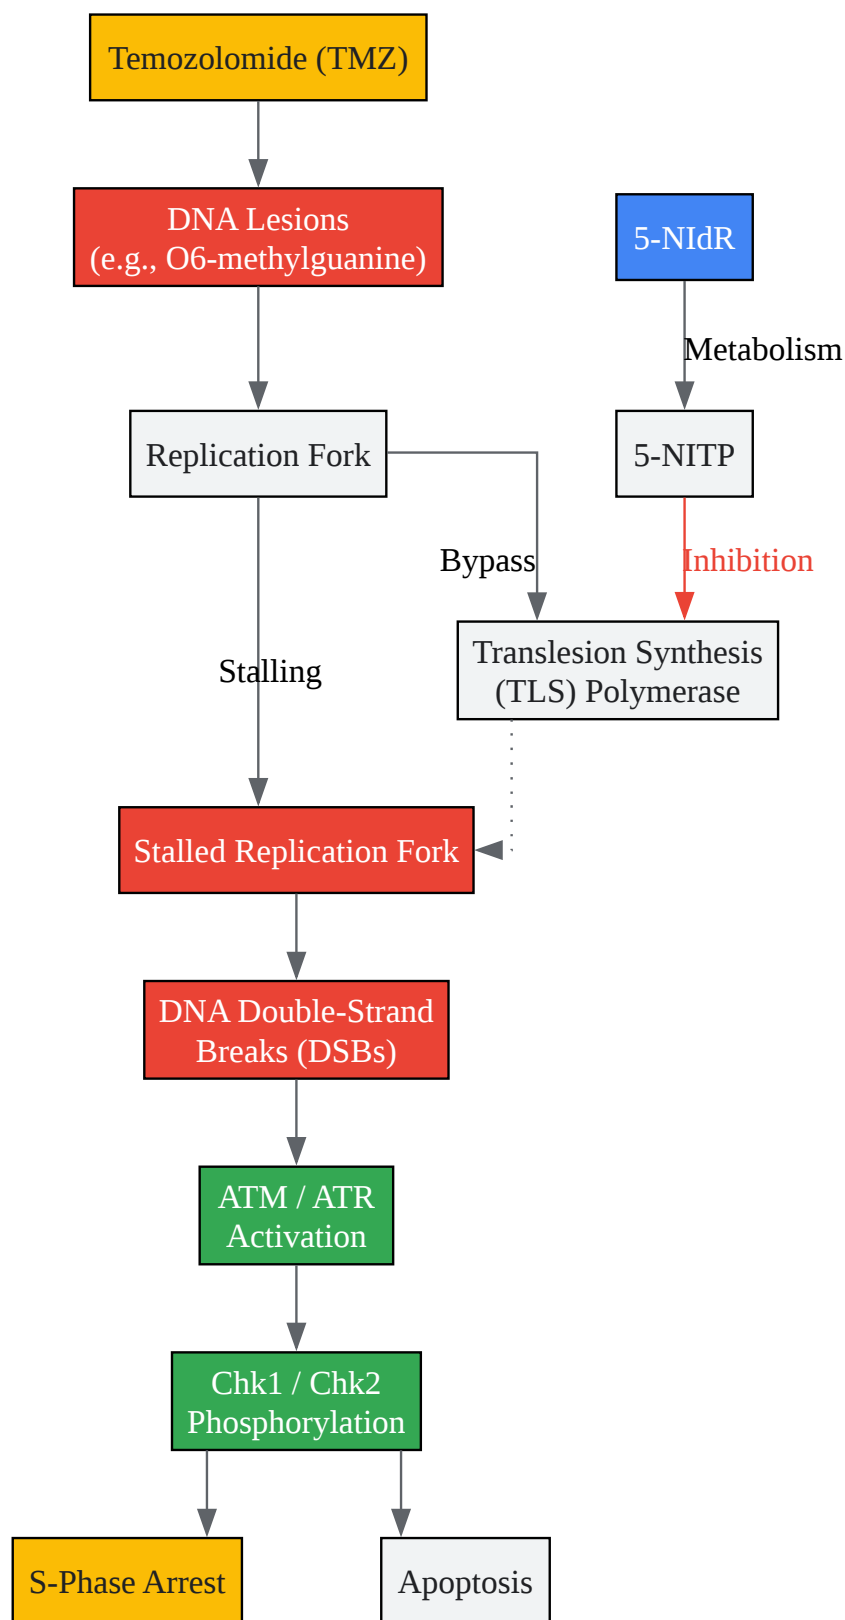 Temozolomide (TMZ)
DNA Lesions
(e.g., O6-methylguanine)
5-NIdR
Metabolism
Replication Fork
5-NITP
Bypass
Inhibition
Translesion Synthesis
(TLS) Polymerase
Stalling
Stalled Replication Fork
DNA Double-Strand
Breaks (DSBs)
ATM / ATR
Activation
Chk1 / Chk2
Phosphorylation
S-Phase Arrest
Apoptosis